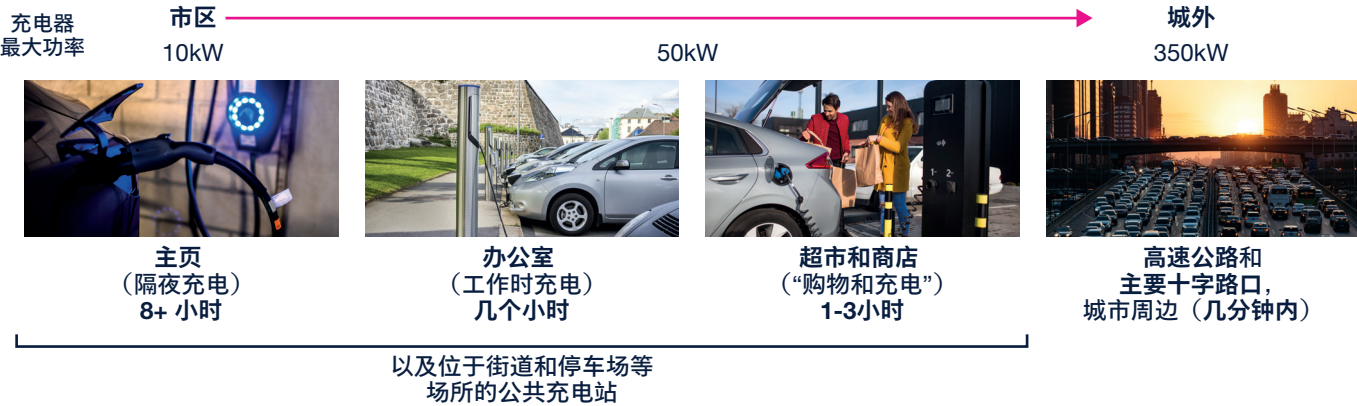 充电器
最大功率
市区
城外
10kW
50kW
350kW
1-
2-
主页
（隔夜充电）
8+ 小时
办公室
（工作时充电）
几个小时
超市和商店
（“购物和充电”）
1-3小时
高速公路和
主要十字路口，
城市周边（几分钟内）
以及位于街道和停车场等
场所的公共充电站